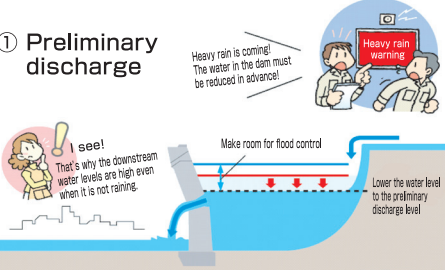 ① Preliminary
discharge
Heavy rain is coming!
The water in the dam must
be reduced in advance!
Heavy rain
warning
I see!
That's why the downstream
water levels are high even
when it is not raining.
Make room for flood control
Lower the water level
to the preliminary
discharge level